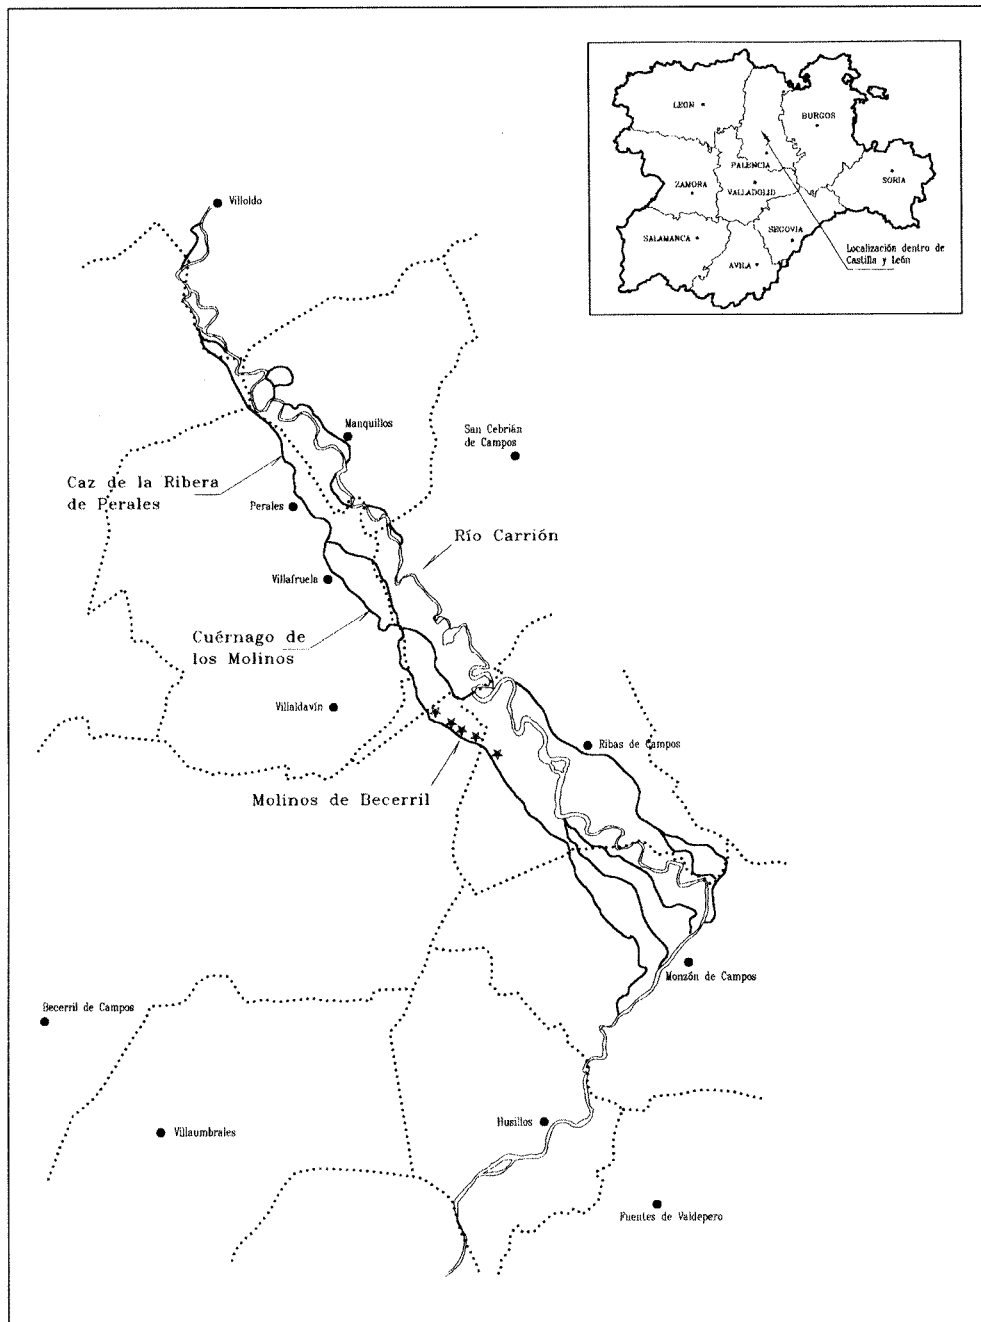 LEON
BURGOS
PALENCIA
SORIA
ZAMORA
VALLADOLID
SEGOVIA
SALAMANCA
AVILA
Localización dentro de
Castilla y León
Villoldo
Manquillos
San Cebrián
de Campos
Caz de la Ribera
de Perales
Perales
Río Carrión
Villafruela
Cuérnago de
los Molinos
Villaldavín
Ribas de Campos
Molinos de Becerril
Monzón de Campos
Becerril de Campos
Husillos
Villaumbrales
Fuentes de Valdepero